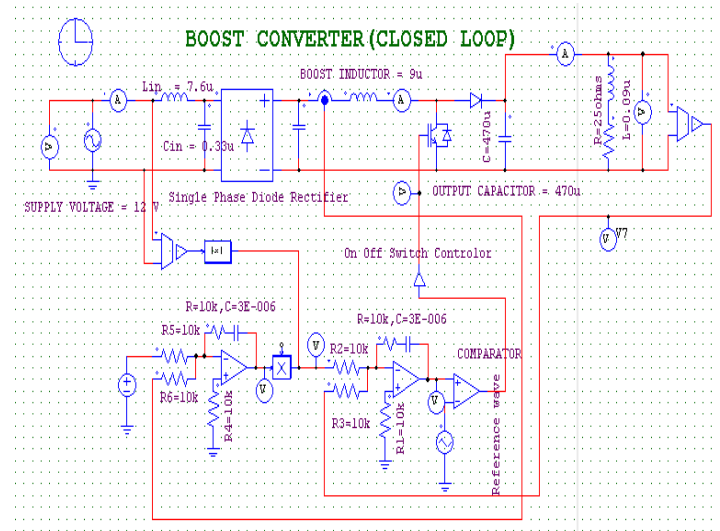 BOOST CONVERTER(CLOSED LOOP)
Lin = 7.6u
BOOST INDUCTOR = 9u
A
A
A
V
Cin = 0.33u
C=470u
R=25ohms
L=0.09u
V
Single Phase Diode Rectifier
V
OUTPUT CAPACITOR = 470u
SUPPLY VOLTAGE = 12 V
V
V7
|x|
On Off Switch Controlor
R=10k,C=3E-006
R=10k,C=3E-006
R5=10k
V
R2=10k
COMPARATOR
X
V
V
R6=10k
R4=10k
R3=10k
R1=10k
Reference wave